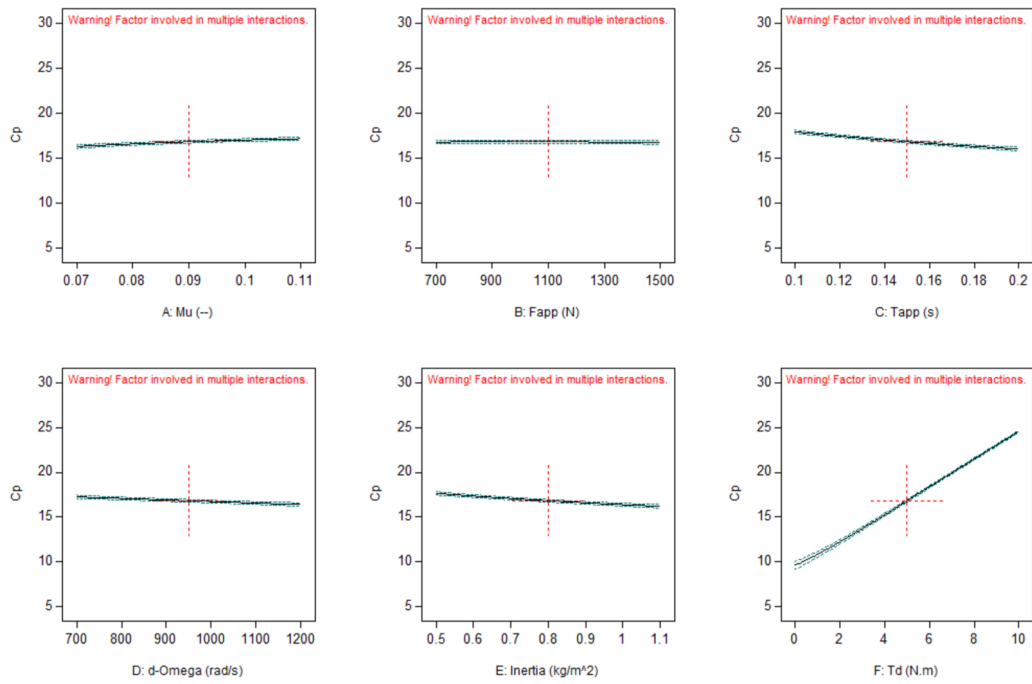 Warning! Factor involved in multiple interactions.
30
25
20
15
10
5
Cp
0.07 0.08 0.09 0.1 0.11
A: Mu (--)
Warning! Factor involved in multiple interactions.
30
25
20
15
10
5
Cp
700 900 1100 1300 1500
B: Fapp (N)
Warning! Factor involved in multiple interactions.
30
25
20
15
10
5
Cp
0.1 0.12 0.14 0.16 0.18 0.2
C: Tapp (s)
Warning! Factor involved in multiple interactions.
30
25
20
15
10
5
Cp
700 800 900 1000 1100 1200
D: d-Omega (rad/s)
Warning! Factor involved in multiple interactions.
30
25
20
15
10
5
Cp
0.5 0.6 0.7 0.8 0.9 1 1.1
E: Inertia (kg/m^2)
Warning! Factor involved in multiple interactions.
30
25
20
15
10
5
Cp
0 2 4 6 8 10
F: Td (N.m)